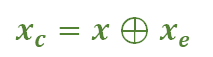 x_c = x ⊕ x_e